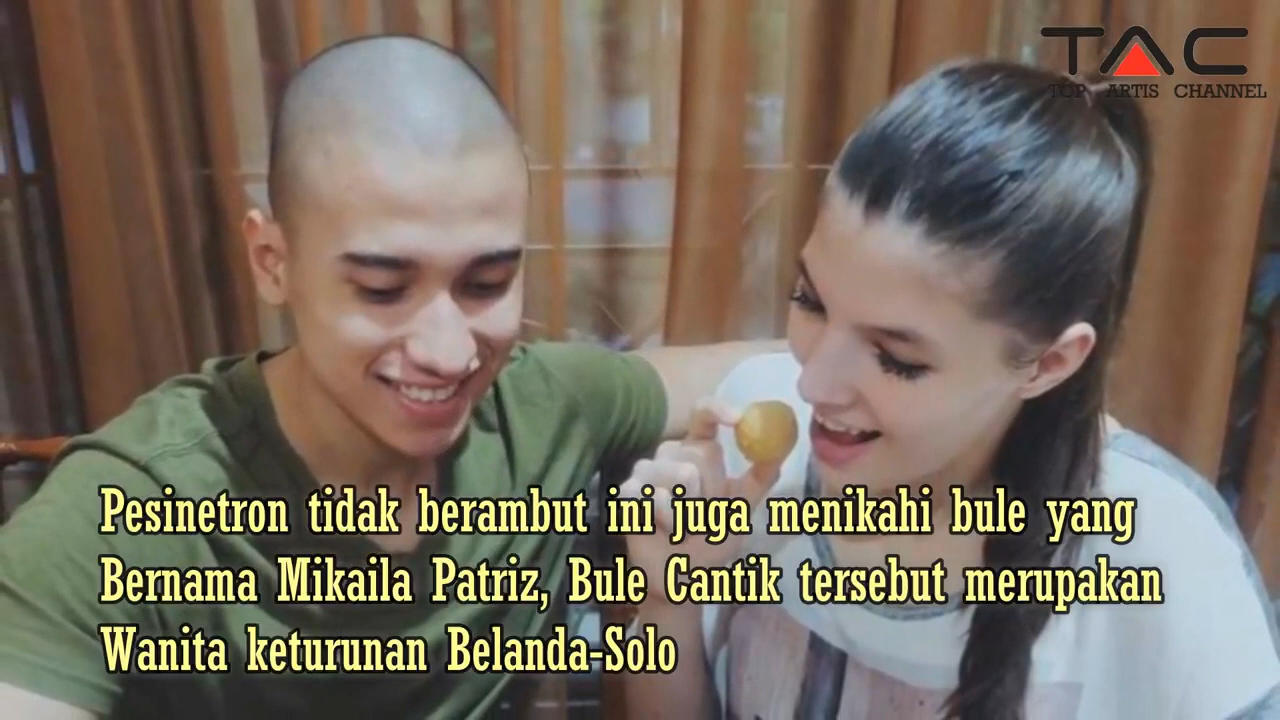 TAC
TOP ARTIS CHANNEL
Pesinetron tidak berambut ini juga menikahi bule yang
Bernama Mikaila Patriz, Bule Cantik tersebut merupakan
Wanita keturunan Belanda-Solo